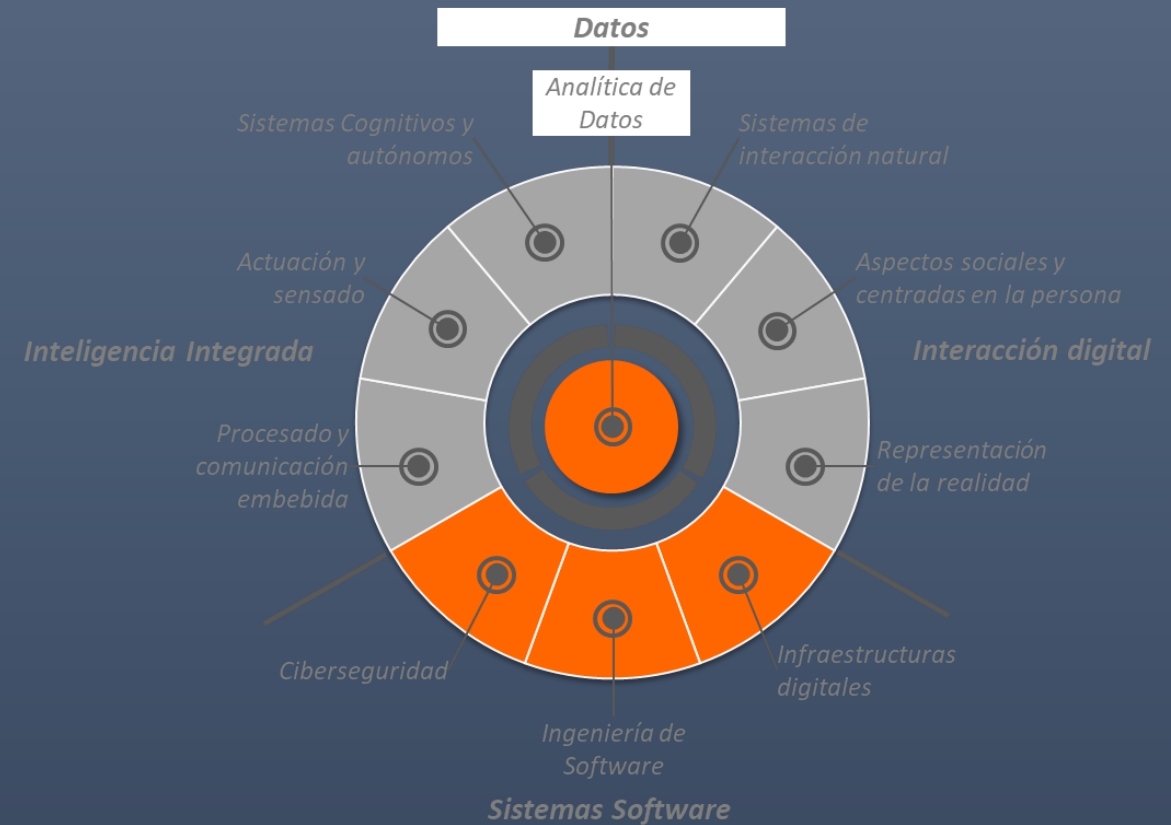 Datos
Analítica de
Datos
Sistemas Cognitivos y
autónomos
Sistemas de
interacción natural
Actuación y
sensado
Aspectos sociales y
centradas en la persona
Inteligencia Integrada
Interacción digital
Procesado y
comunicación
embebida
Representación
de la realidad
Ciberseguridad
Infraestructuras
digitales
Ingeniería de
Software
Sistemas Software